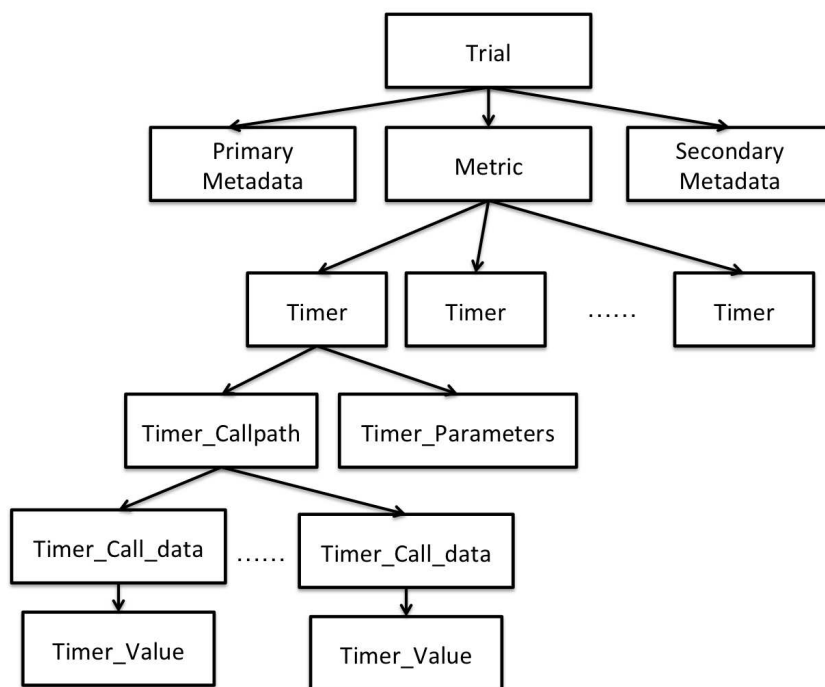 Trial
Primary
Metadata
Metric
Secondary
Metadata
Timer
Timer
......
Timer
Timer_Callpath
Timer_Parameters
Timer_Call_data
......
Timer_Call_data
Timer_Value
Timer_Value